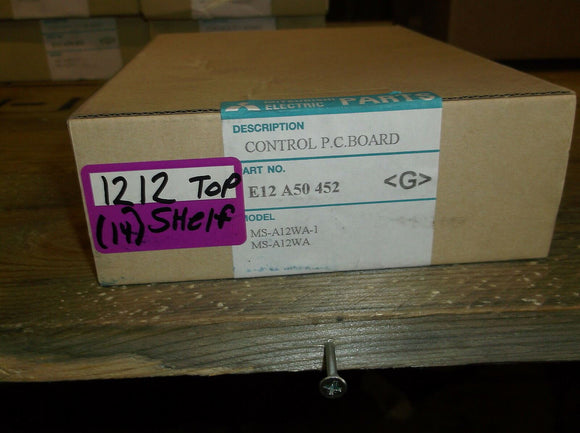 ELECTRIC PARTS
DESCRIPTION
CONTROL P.C.BOARD
ART NO.
E12 A50 452 <G>
ODEL
MS-A12WA-1
MS-A12WA
1212 TOP
(14) SHelf